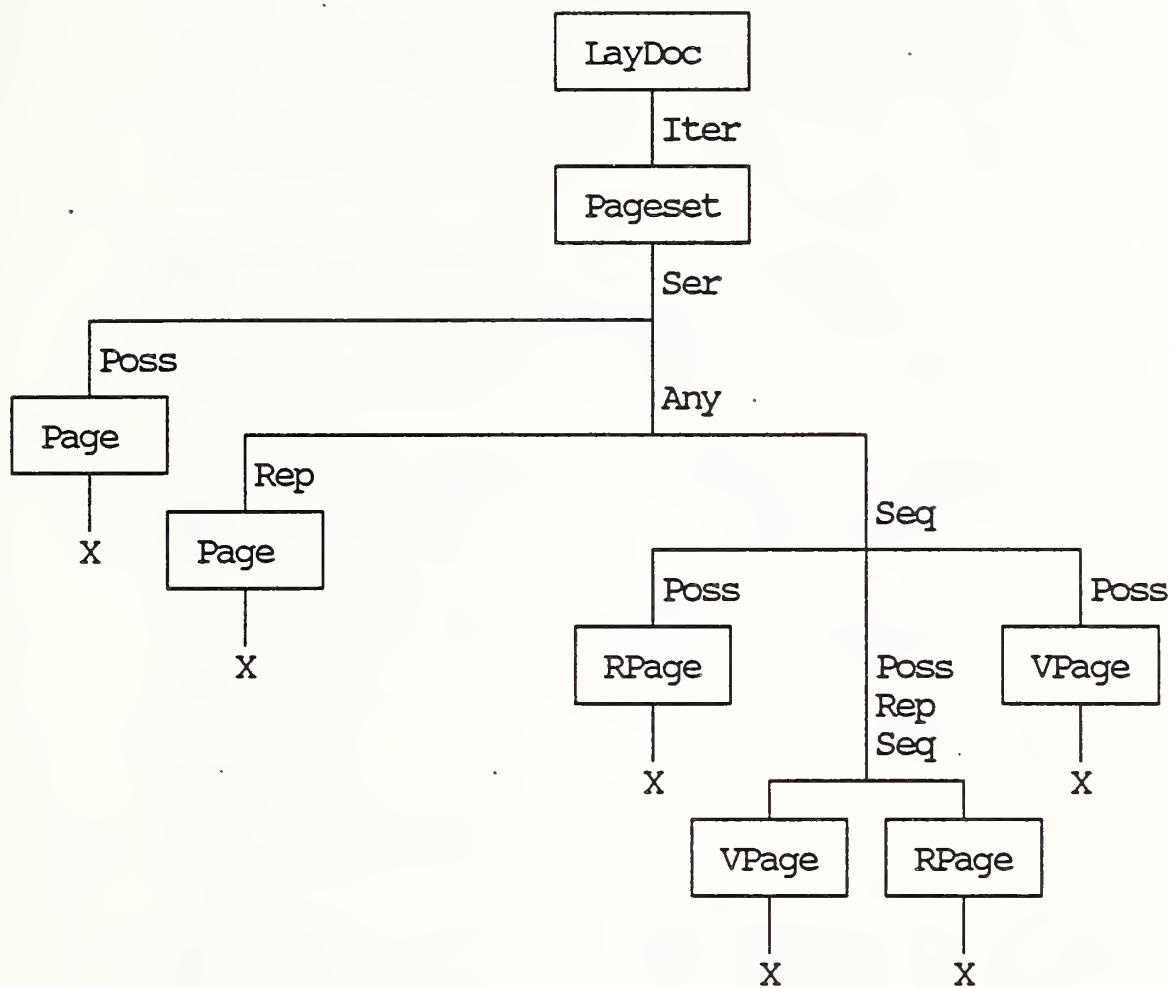 LayDoc
Iter
Pageset
Ser
Poss
Any
Page
Rep
Seq
X
Page
Poss
Poss
X
RPage
Poss
Rep
Seq
VPage
X
X
VPage
RPage
X
X